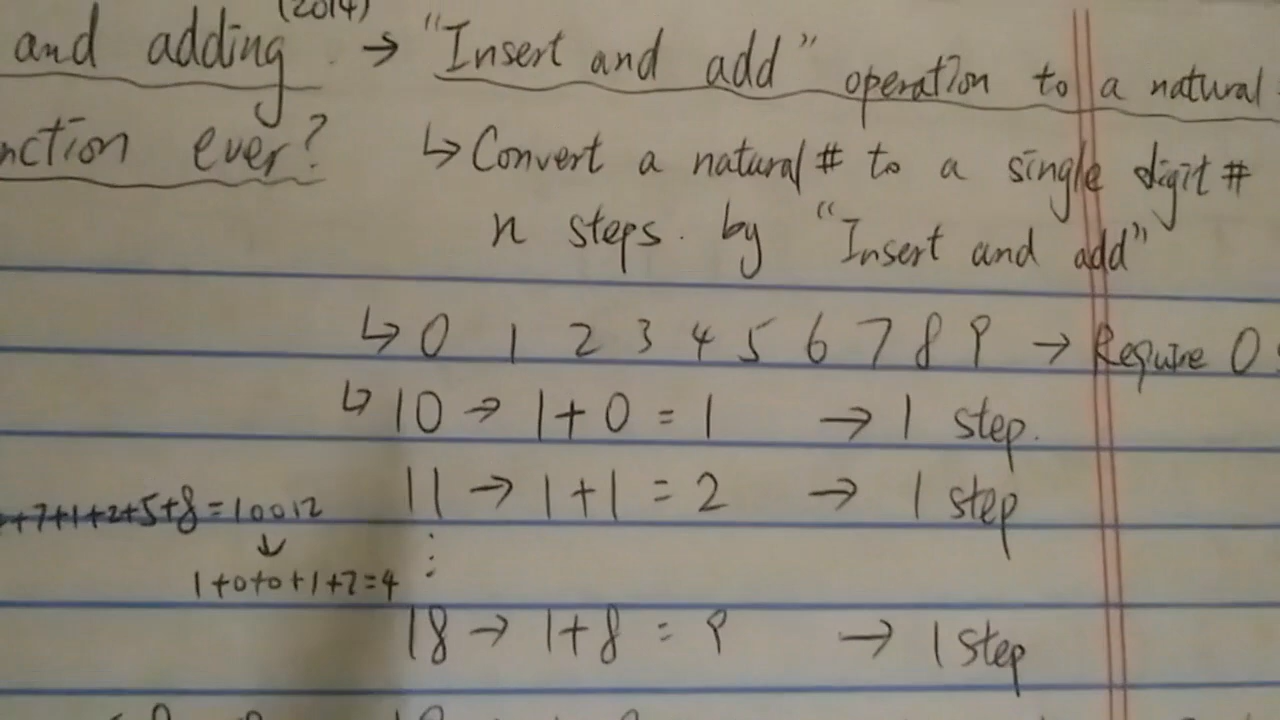 (2014)
and adding → "Insert and add" operation to a natural
nction ever? ↳ Convert a natural # to a single digit #
n steps. by "Insert and add"
↳ 0 1 2 3 4 5 6 7 8 9 → Require 0
↳ 10 → 1+0 = 1 → 1 step.
11 → 1+1 = 2 → 1 step
+7+1+2+5+8=10012
↓
1+0+0+1+2=4
⋮
18 → 1+8 = 9 → 1 step